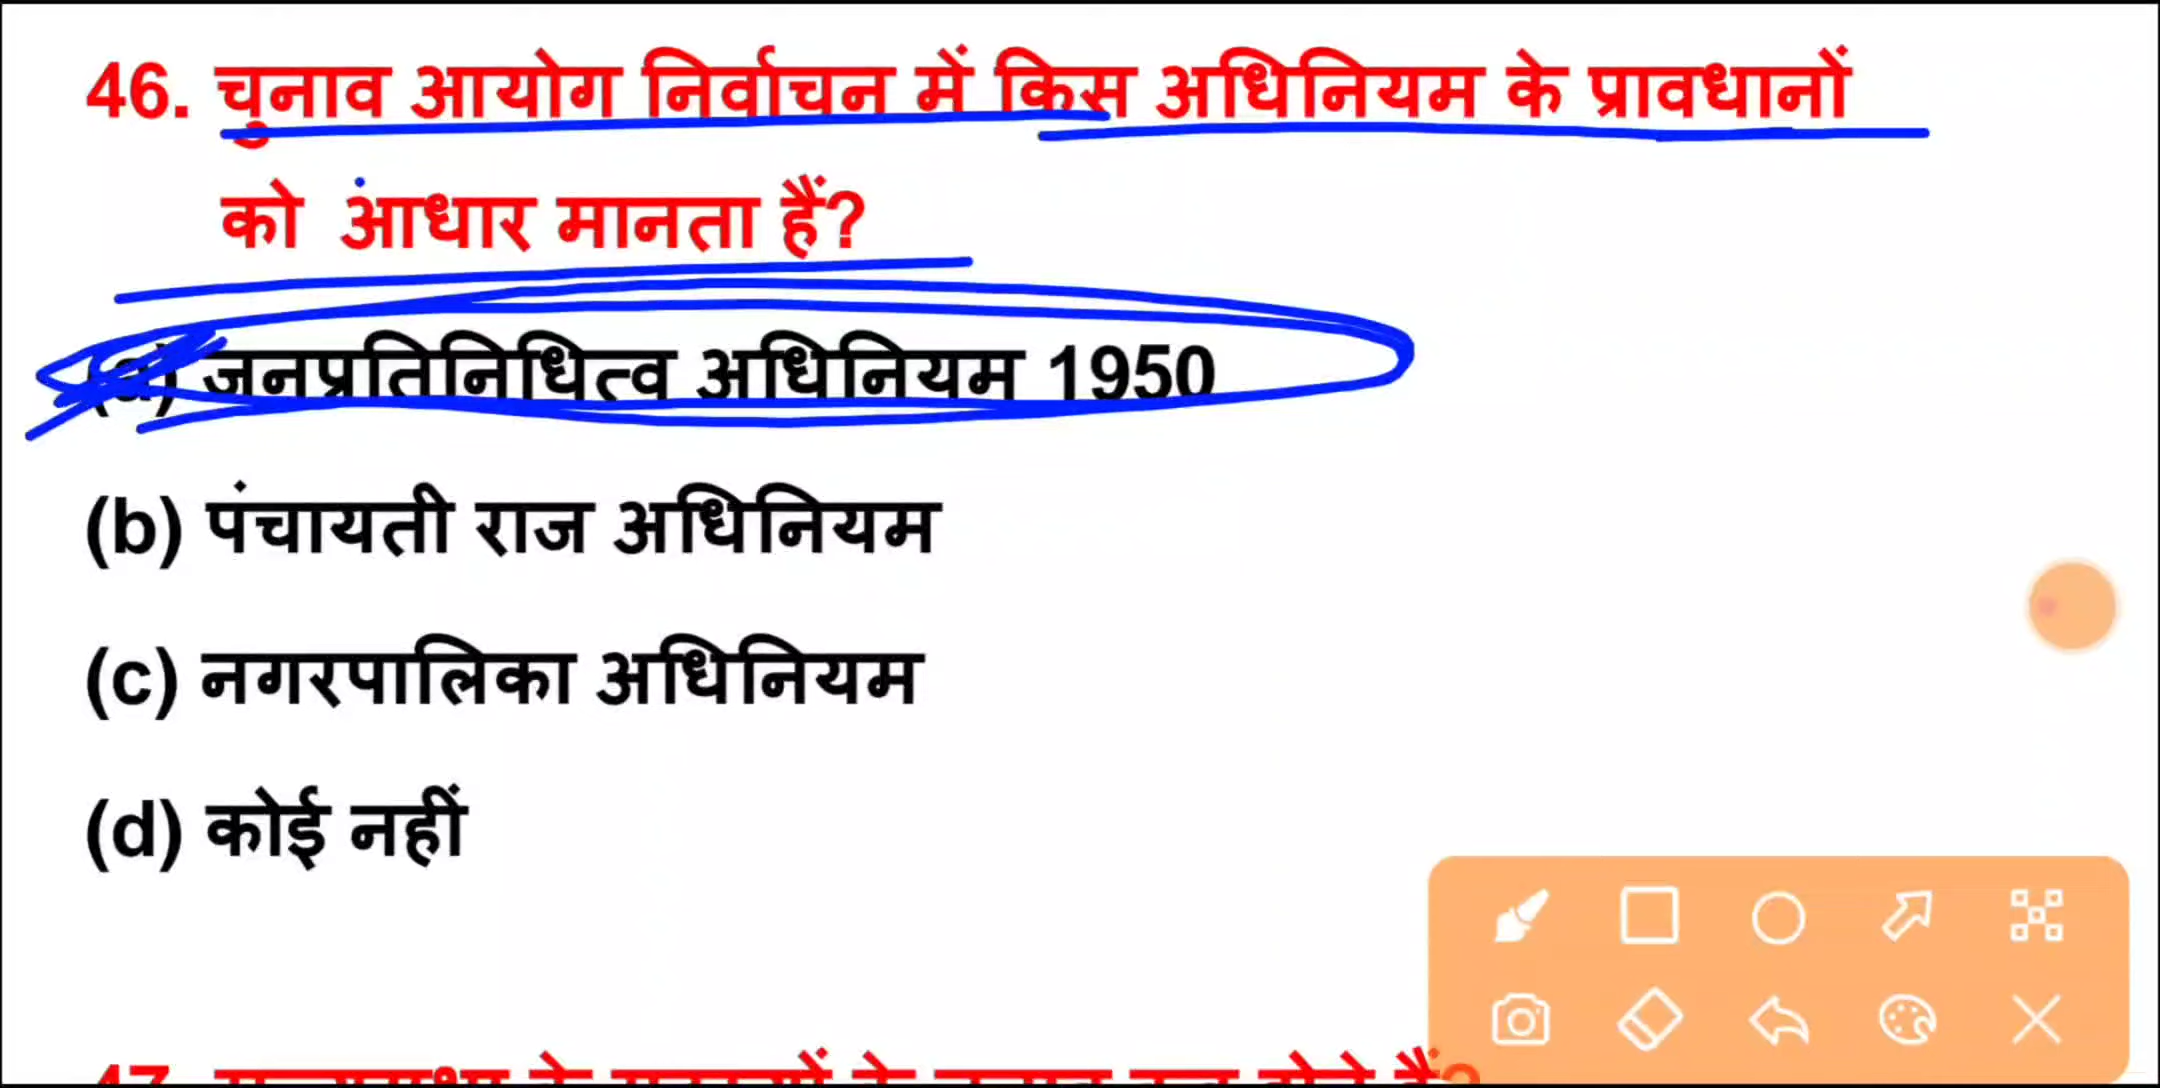 46. चुनाव आयोग निर्वाचन में किस अधिनियम के प्रावधानों
को आधार मानता हैं?
(a) जनप्रतिनिधित्व अधिनियम 1950
(b) पंचायती राज अधिनियम
(c) नगरपालिका अधिनियम
(d) कोई नहीं
47.